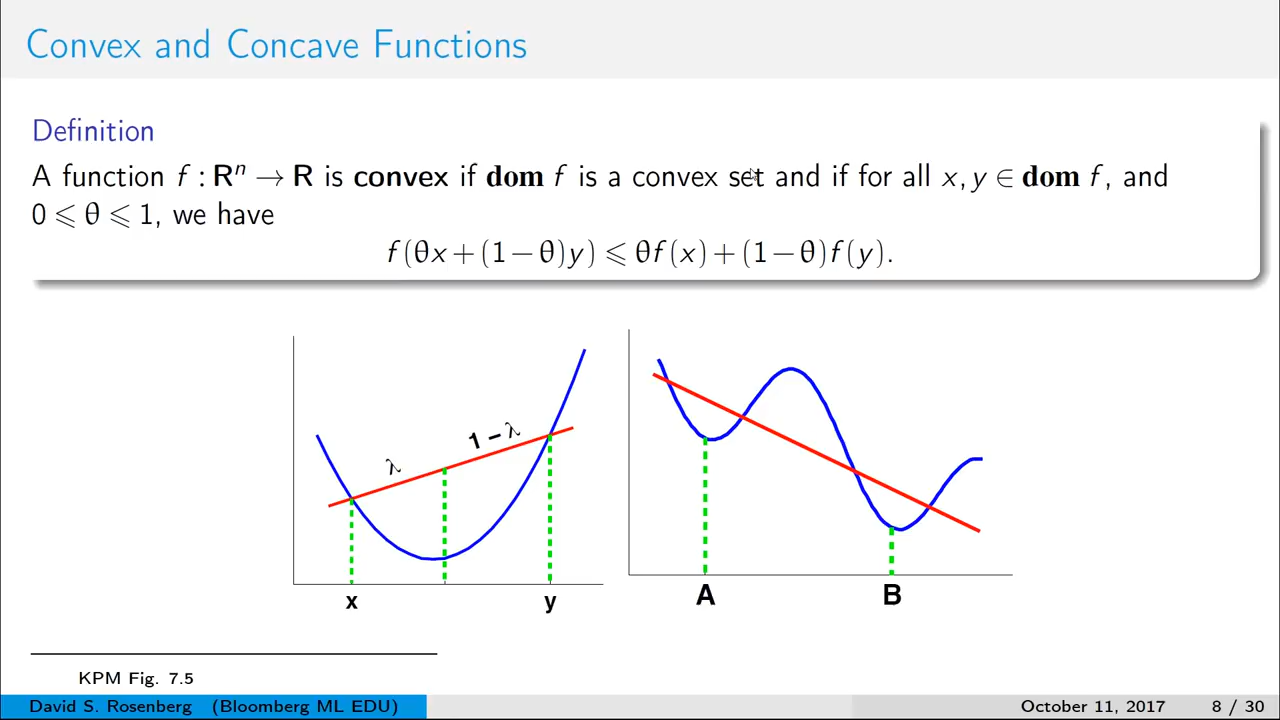 Convex and Concave Functions
Definition
A function f : Rⁿ → R is convex if dom f is a convex set and if for all x, y ∈ dom f, and
0 ⩽ θ ⩽ 1, we have
f(θx + (1 − θ)y) ⩽ θf(x) + (1 − θ)f(y).
λ
1 − λ
x
y
A
B
KPM Fig. 7.5
David S. Rosenberg (Bloomberg ML EDU)
October 11, 2017
8 / 30